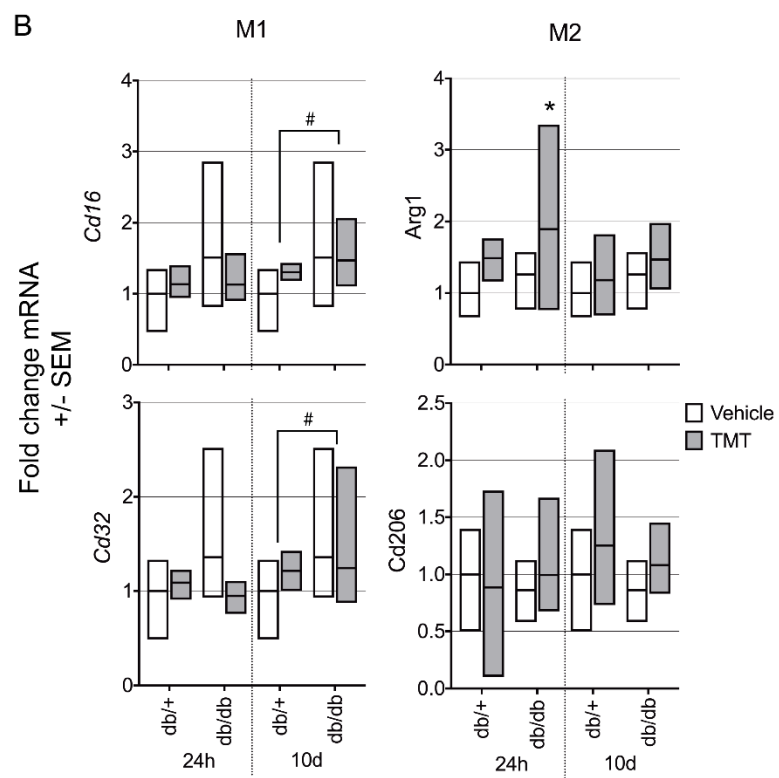 B
M1
M2
Fold change mRNA
+/- SEM
Cd16
4
3
2
1
0
#
Arg1
4
3
2
1
0
*
Cd32
3
2
1
0
#
db/+
db/db
db/+
db/db
24h
10d
Cd206
2.5
2.0
1.5
1.0
0.5
0.0
db/+
db/db
db/+
db/db
24h
10d
Vehicle
TMT